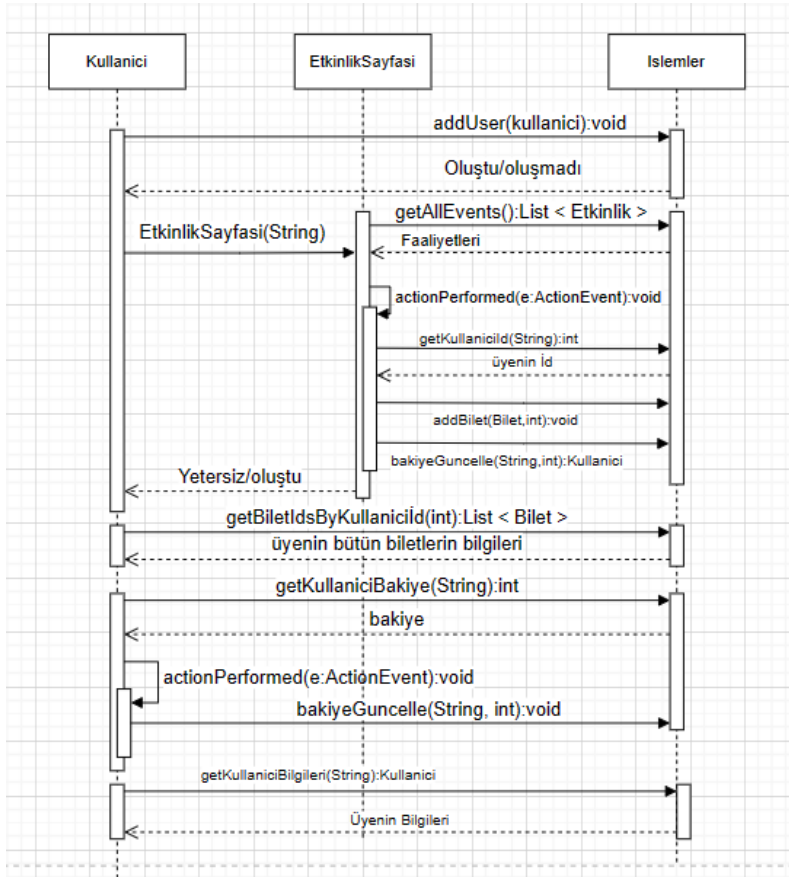 Kullanici
EtkinlikSayfasi
Islemler
addUser(kullanici):void
Oluştu/oluşmadı
getAllEvents():List < Etkinlik >
EtkinlikSayfasi(String)
Faaliyetleri
actionPerformed(e:ActionEvent):void
getKullaniciId(String):int
üyenin İd
addBilet(Bilet,int):void
bakiyeGuncelle(String,int):Kullanici
Yetersiz/oluştu
getBiletIdsByKullaniciİd(int):List < Bilet >
üyenin bütün biletlerin bilgileri
getKullaniciBakiye(String):int
bakiye
actionPerformed(e:ActionEvent):void
bakiyeGuncelle(String, int):void
getKullaniciBilgileri(String):Kullanici
Üyenin Bilgileri